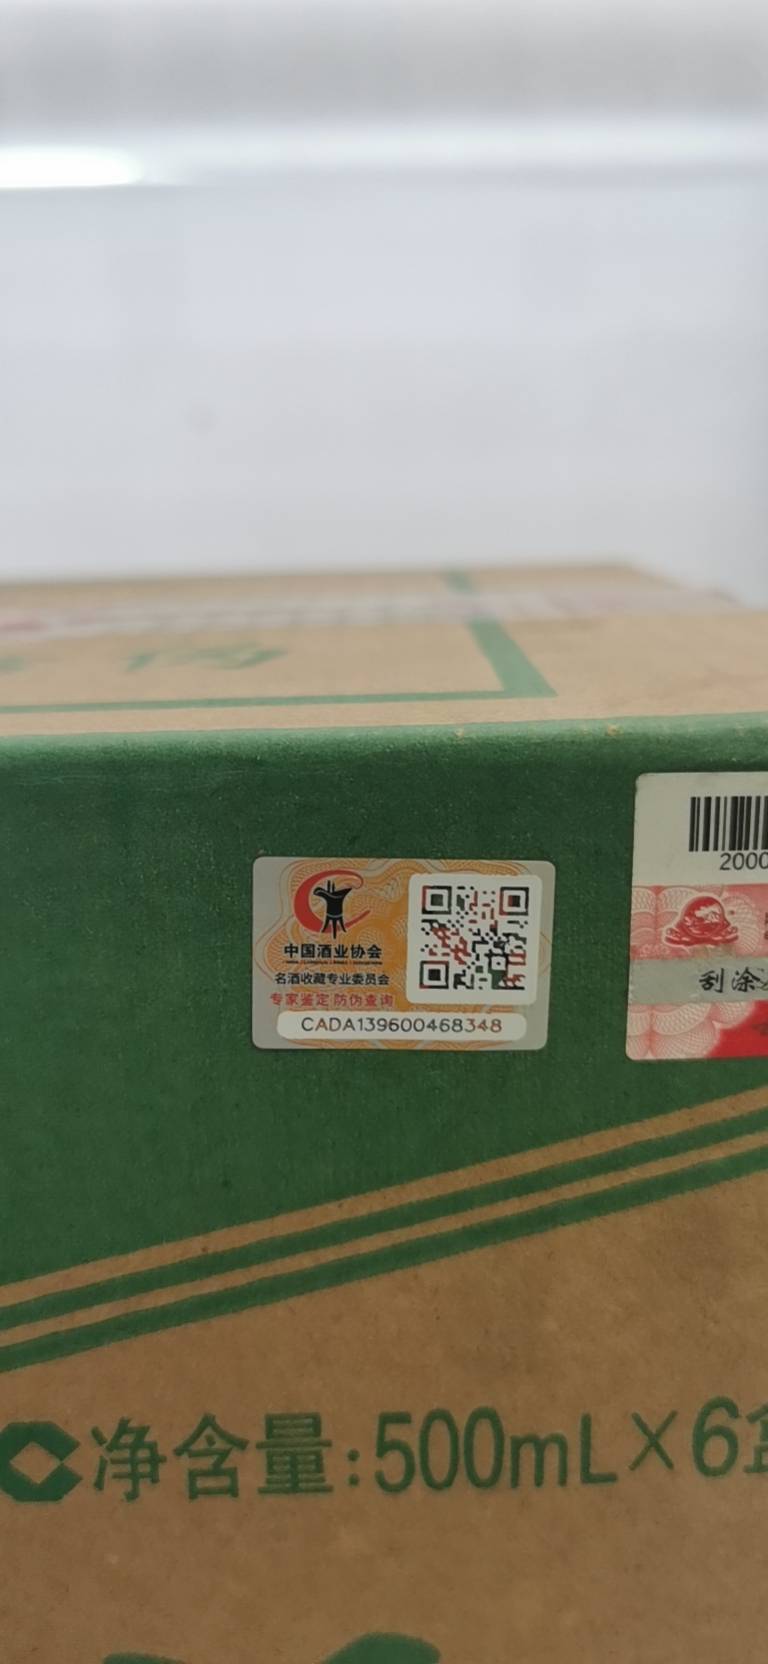 中国酒业协会
名酒收藏专业委员会
专家鉴定 防伪查询
CADA139600468348
2000
刮涂
净含量:500mL×6